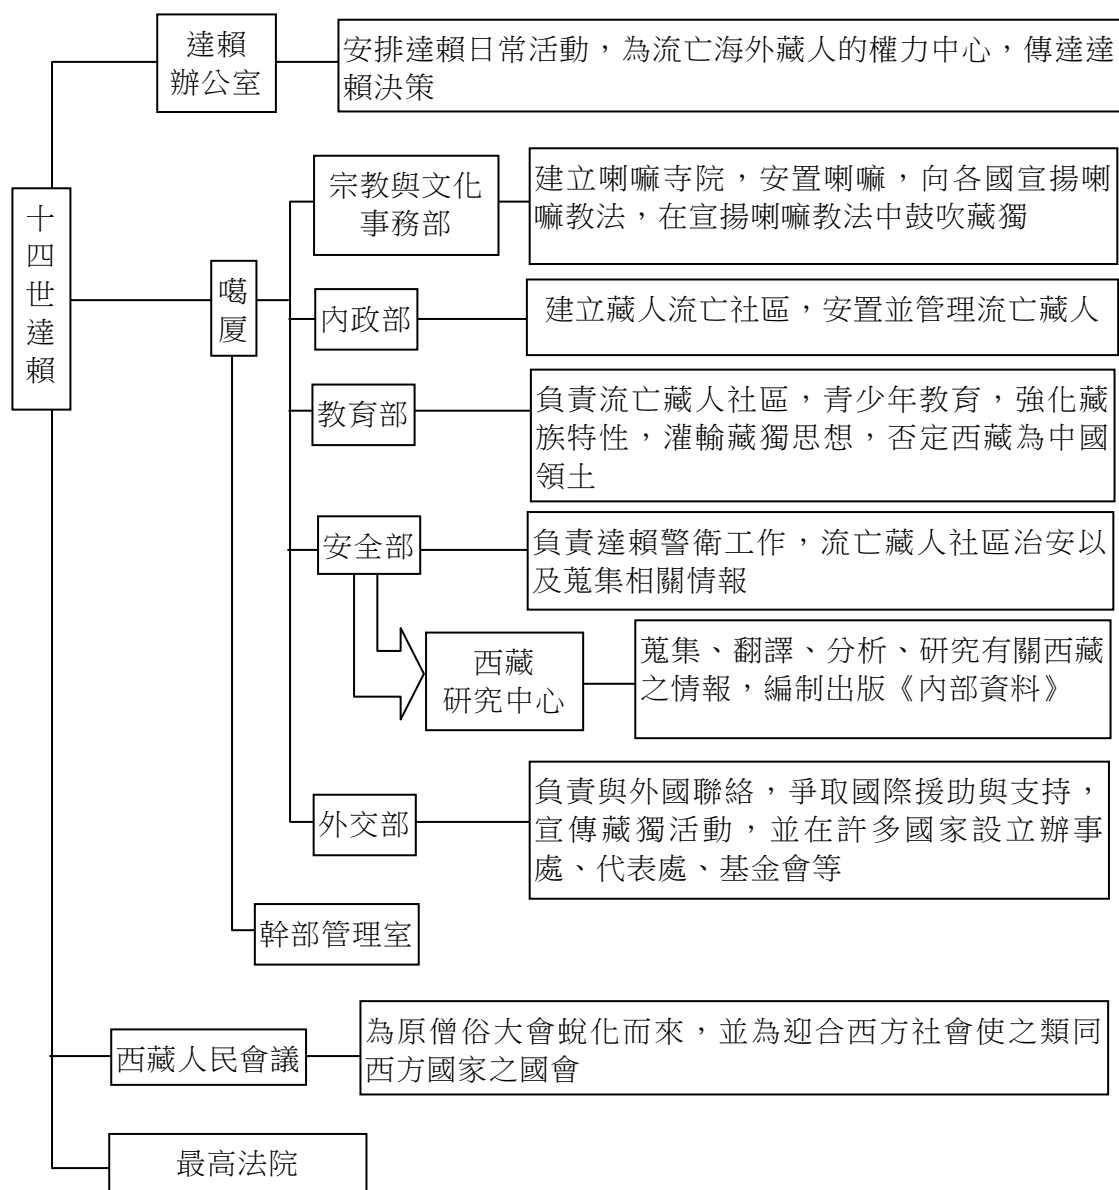 達賴
辦公室
安排達賴日常活動，為流亡海外藏人的權力中心，傳達達
賴決策
十四世達賴
噶厦
宗教與文化
事務部
建立喇嘛寺院，安置喇嘛，向各國宣揚喇
嘛教法，在宣揚喇嘛教法中鼓吹藏獨
內政部
建立藏人流亡社區，安置並管理流亡藏人
教育部
負責流亡藏人社區，青少年教育，強化藏
族特性，灌輸藏獨思想，否定西藏為中國
領土
安全部
負責達賴警衛工作，流亡藏人社區治安以
及蒐集相關情報
西藏
研究中心
蒐集、翻譯、分析、研究有關西藏
之情報，編制出版《內部資料》
外交部
負責與外國聯絡，爭取國際援助與支持，
宣傳藏獨活動，並在許多國家設立辦事
處、代表處、基金會等
幹部管理室
西藏人民會議
為原僧俗大會蛻化而來，並為迎合西方社會使之類同
西方國家之國會
最高法院